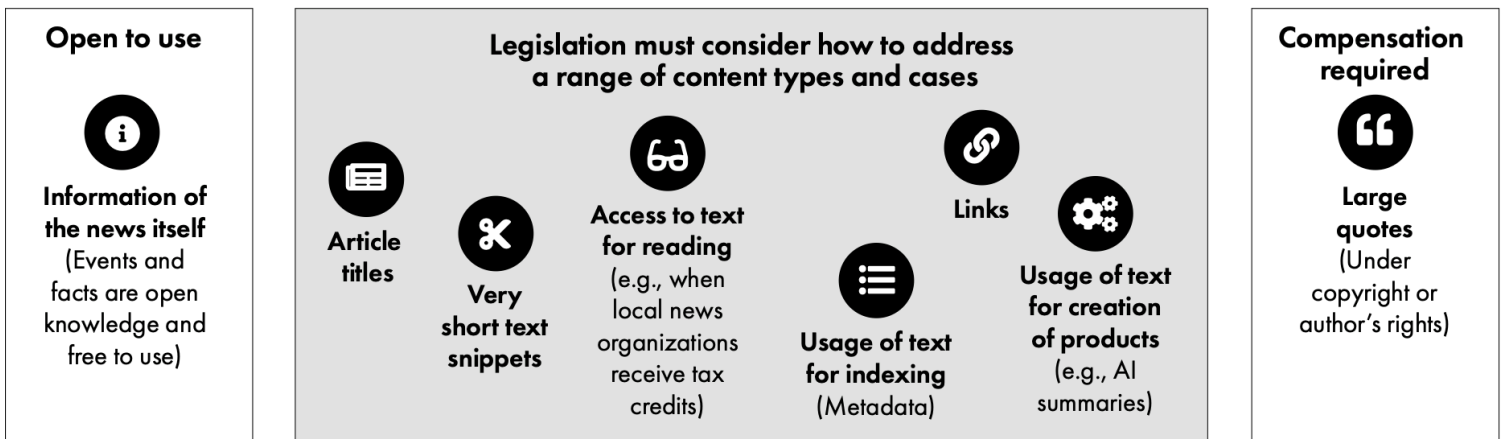 Open to use
Information of
the news itself
(Events and
facts are open
knowledge and
free to use)
Legislation must consider how to address
a range of content types and cases
Article
titles
Very
short text
snippets
Access to text
for reading
(e.g., when
local news
organizations
receive tax
credits)
Usage of text
for indexing
(Metadata)
Links
Usage of text
for creation
of products
(e.g., AI
summaries)
Compensation
required
Large
quotes
(Under
copyright or
author’s rights)